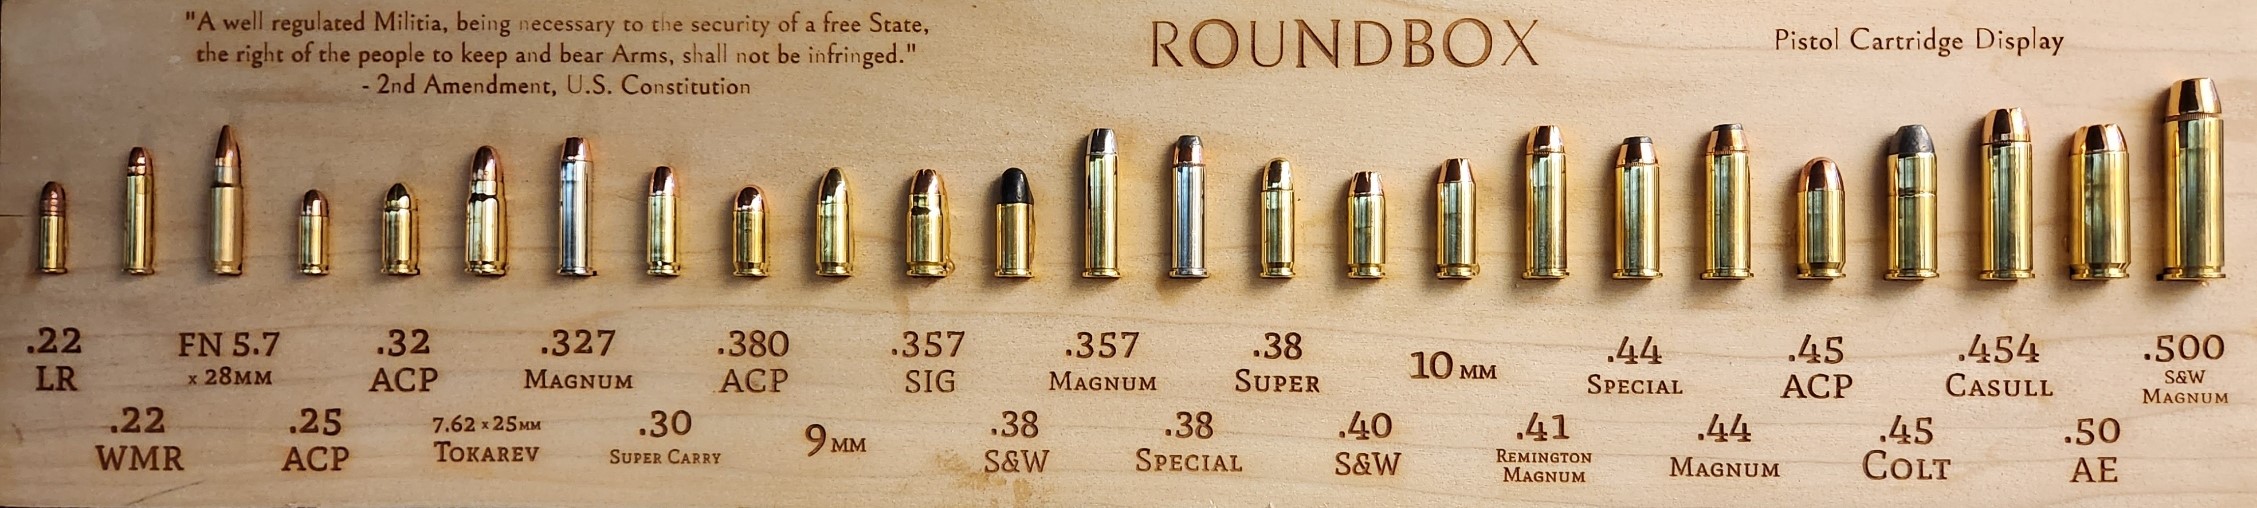 "A well regulated Militia, being necessary to the security of a free State,
the right of the people to keep and bear Arms, shall not be infringed."
- 2nd Amendment, U.S. Constitution
ROUNDBOX
Pistol Cartridge Display
.22
LR
.22
WMR
FN 5.7
x 28MM
.25
ACP
.32
ACP
7.62 x 25MM
TOKAREV
.327
MAGNUM
.30
SUPER CARRY
.380
ACP
9 MM
.357
SIG
.38
S&W
.357
MAGNUM
.38
SPECIAL
.38
SUPER
.40
S&W
10 MM
.41
REMINGTON
MAGNUM
.44
SPECIAL
.44
MAGNUM
.45
ACP
.45
COLT
.454
CASULL
.50
AE
.500
S&W
MAGNUM